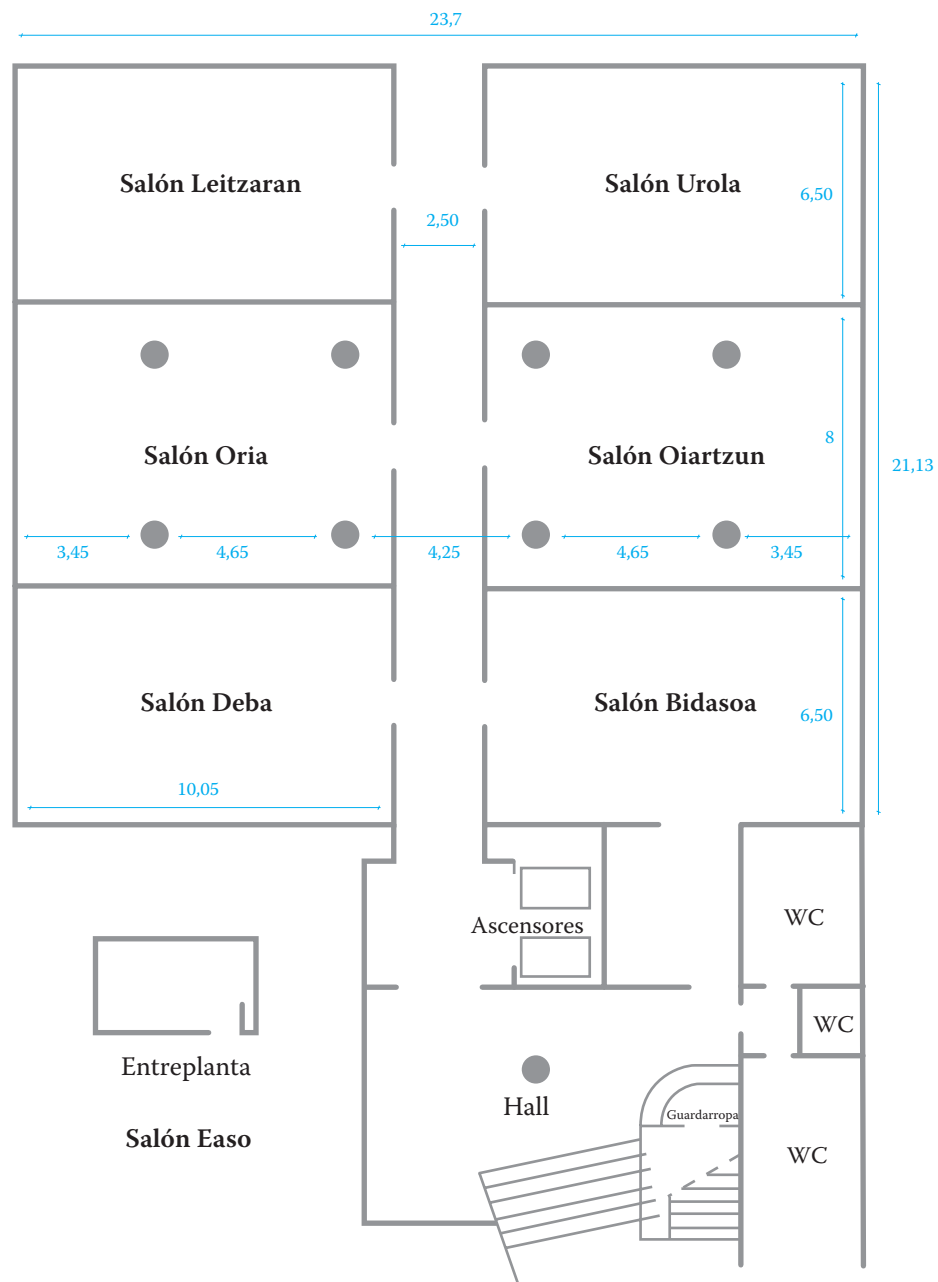 23,7
Salón Leitzaran
Salón Urola
6,50
2,50
8
Salón Oria
Salón Oiartzun
21,13
3,45
4,65
4,25
4,65
3,45
Salón Deba
Salón Bidasoa
6,50
10,05
Ascensores
WC
WC
Entreplanta
Hall
Guardarropa
Salón Easo
WC